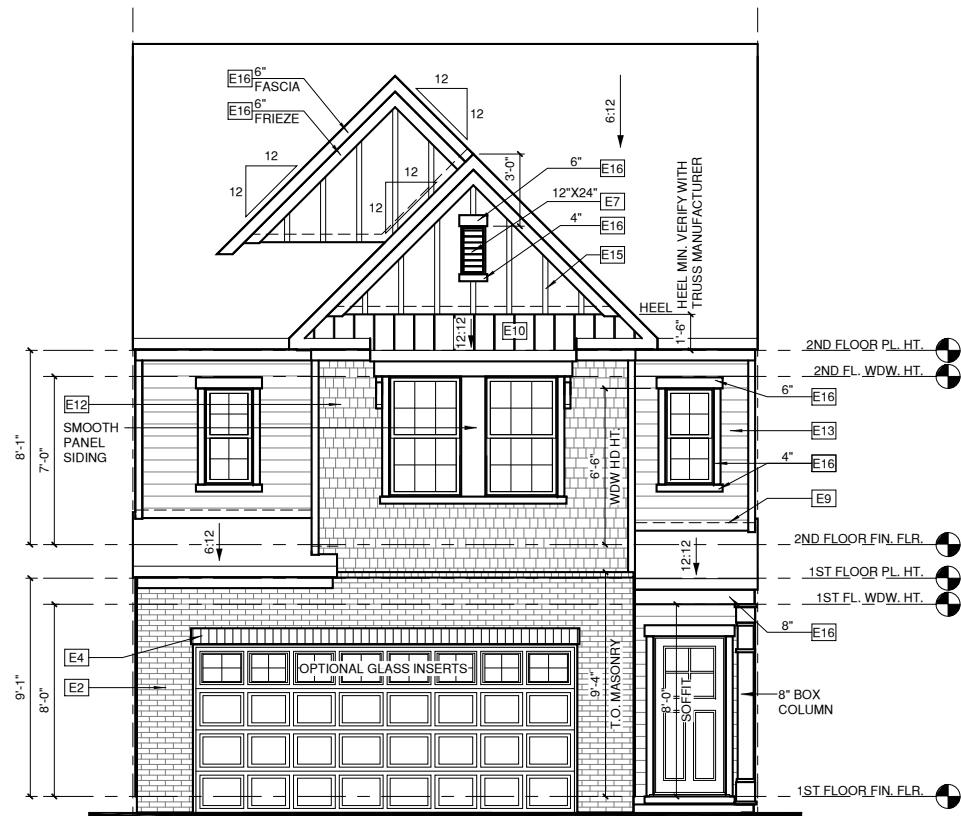 6"
E16
FASCIA
12
6"
E16
FRIEZE
12
6:12
12
12
6"
E16
3'-0"
12
12
12"X24"
E7
4"
E16
E15
HEEL MIN. VERIFY WITH
TRUSS MANUFACTURER
HEEL
1'-6"
12:12
E10
2ND FLOOR PL. HT.
2ND FL. WDW. HT.
6"
E16
E12
SMOOTH
PANEL
SIDING
E13
8'-1"
7'-0"
6'-6"
WDW HD HT.
4"
E16
E9
6:12
12:12
2ND FLOOR FIN. FLR.
1ST FLOOR PL. HT.
1ST FL. WDW. HT.
8"
E16
E4
OPTIONAL GLASS INSERTS
E2
9'-1"
8'-0"
T.O. MASONRY
9'-4"
SOFFIT
8'-0"
8" BOX
COLUMN
1ST FLOOR FIN. FLR.